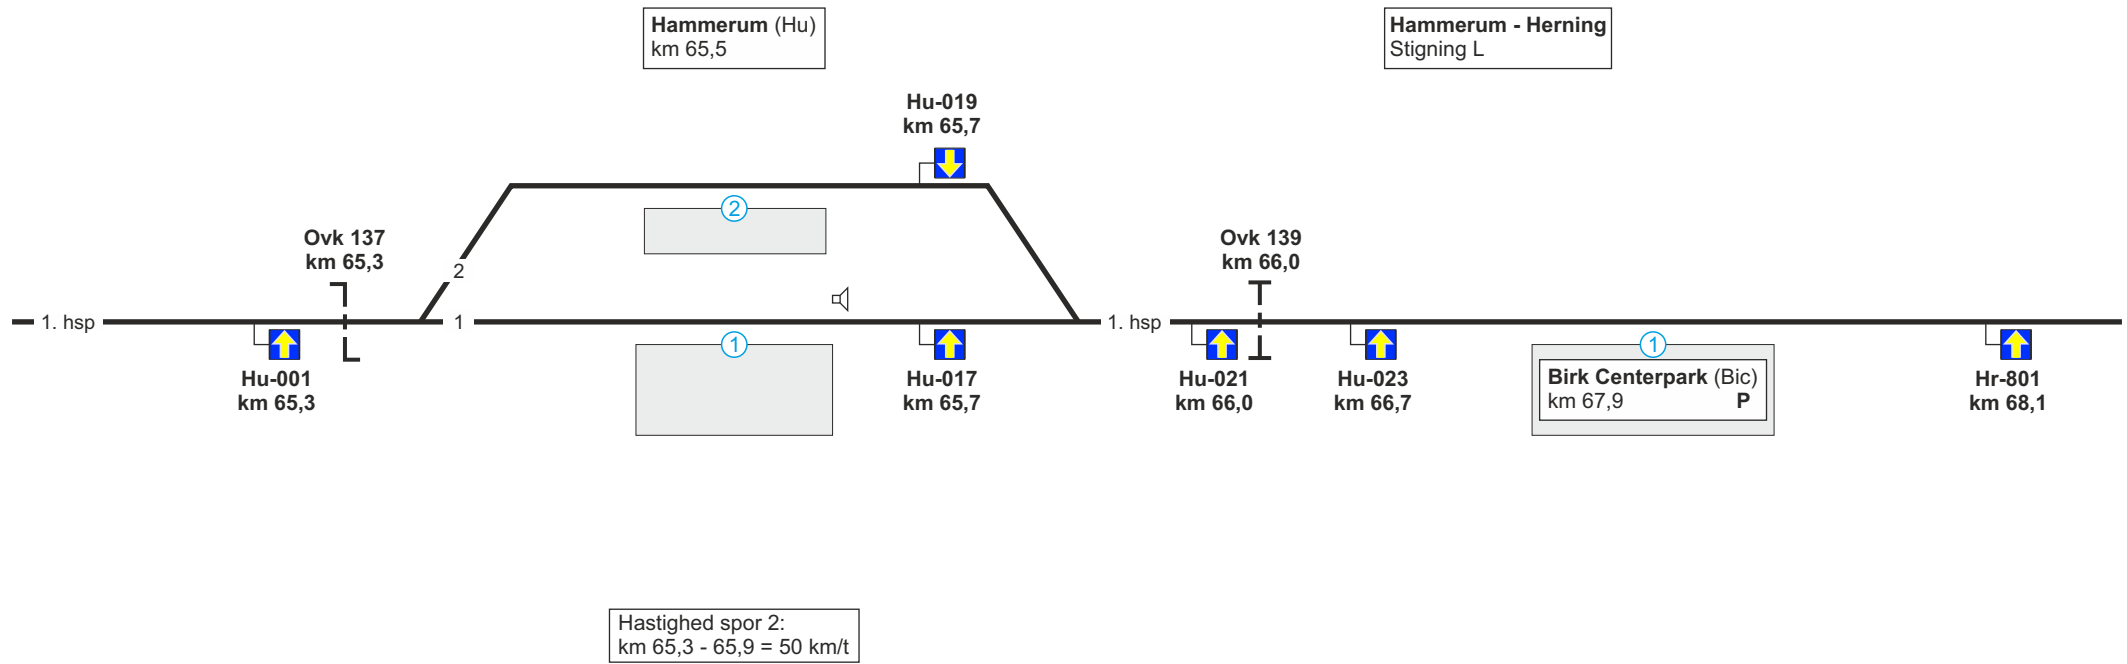 Hammerum (Hu)
km 65,5
Hammerum - Herning
Stigning L
Hu-019
km 65,7
2
Ovk 137
km 65,3
Ovk 139
km 66,0
2
1. hsp
1
1. hsp
1
1
Hu-001
km 65,3
Hu-017
km 65,7
Hu-021
km 66,0
Hu-023
km 66,7
Birk Centerpark (Bic)
km 67,9 P
Hr-801
km 68,1
Hastighed spor 2:
km 65,3 - 65,9 = 50 km/t